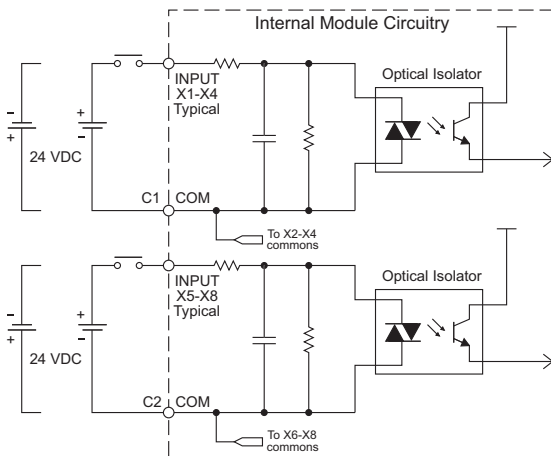 Internal Module Circuitry
INPUT
X1-X4
Typical
Optical Isolator
-
+
+
-
24 VDC
C1 COM
To X2-X4
commons
INPUT
X5-X8
Typical
Optical Isolator
-
+
+
-
24 VDC
C2 COM
To X6-X8
commons